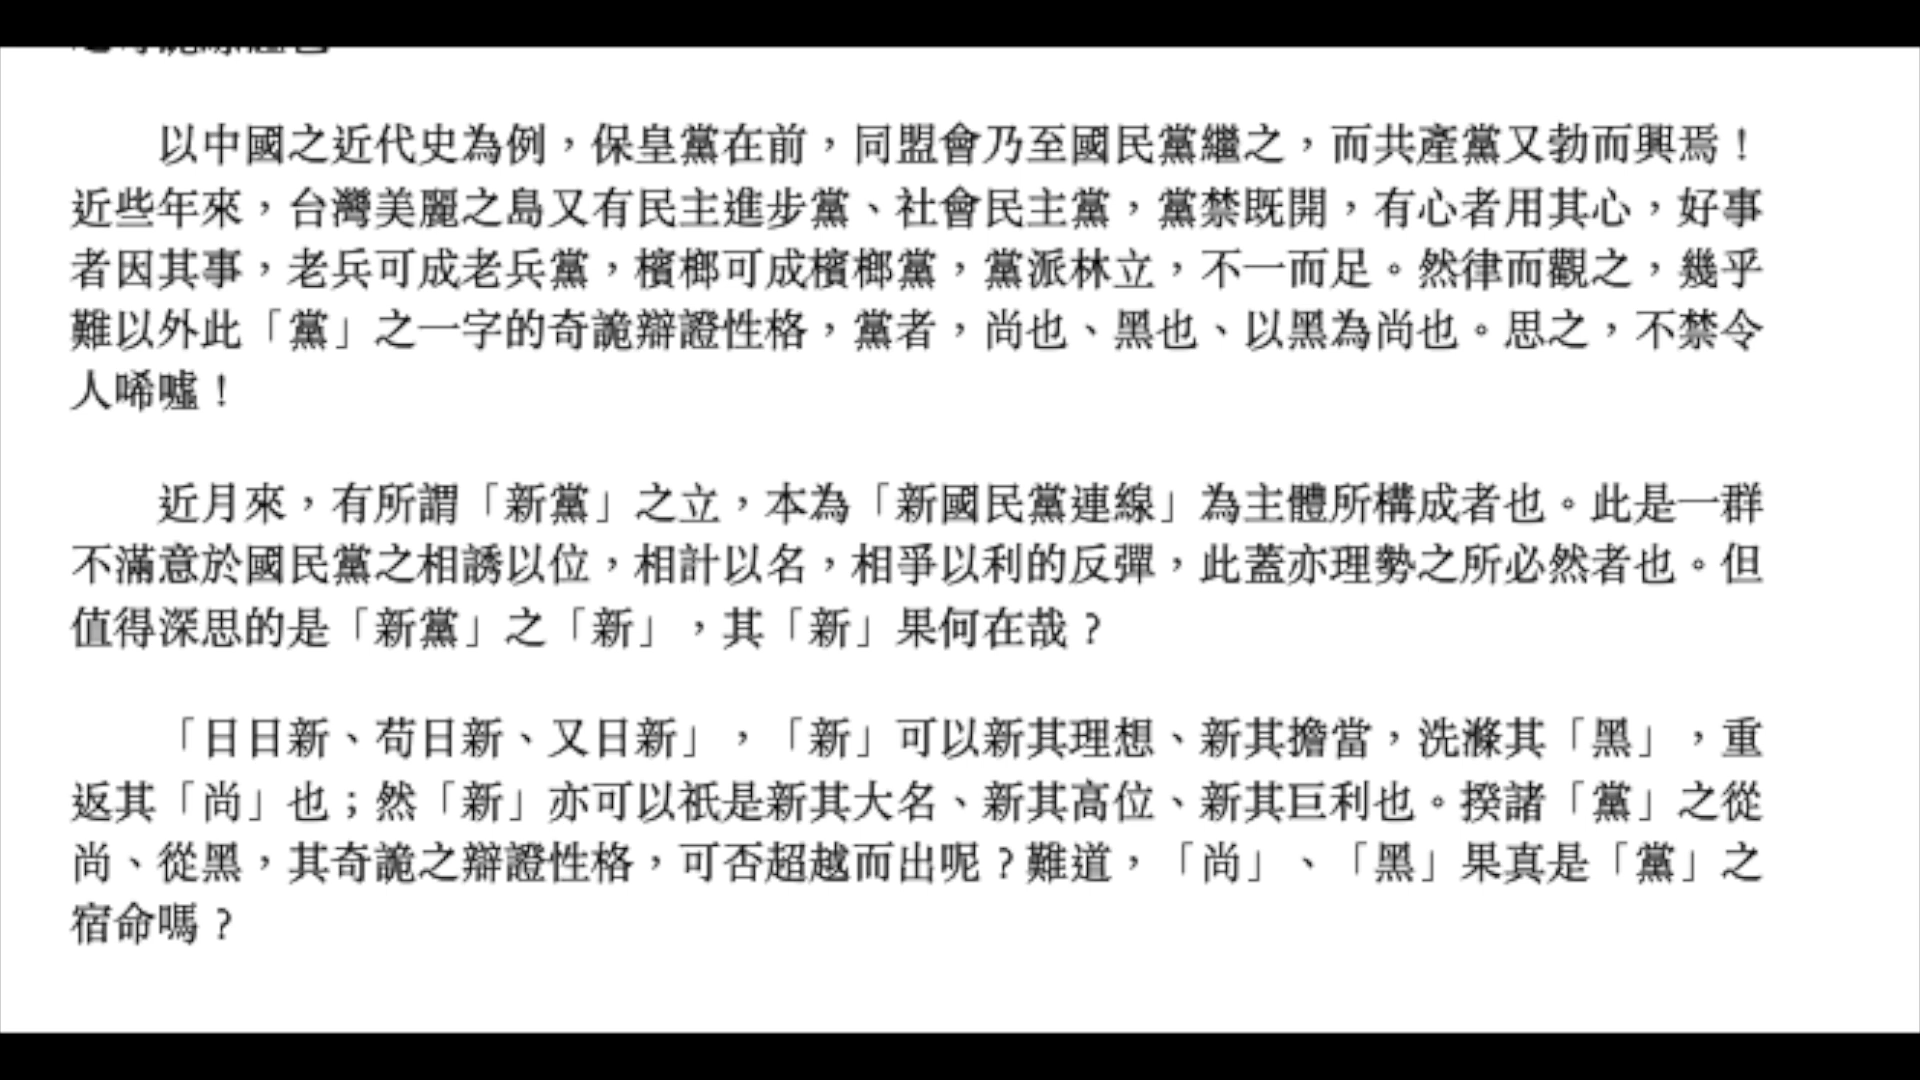 以中國之近代史為例，保皇黨在前，同盟會乃至國民黨繼之，而共產黨又勃而興焉！
近些年來，台灣美麗之島又有民主進步黨、社會民主黨，黨禁既開，有心者用其心，好事
者因其事，老兵可成老兵黨，檳榔可成檳榔黨，黨派林立，不一而足。然律而觀之，幾乎
難以外此「黨」之一字的奇詭辯證性格，黨者，尚也、黑也、以黑為尚也。思之，不禁令
人唏噓！
近月來，有所謂「新黨」之立，本為「新國民黨連線」為主體所構成者也。此是一群
不滿意於國民黨之相誘以位，相計以名，相爭以利的反彈，此蓋亦理勢之所必然者也。但
值得深思的是「新黨」之「新」，其「新」果何在哉？
「日日新、苟日新、又日新」，「新」可以新其理想、新其擔當，洗滌其「黑」，重
返其「尚」也；然「新」亦可以祇是新其大名、新其高位、新其巨利也。揆諸「黨」之從
尚、從黑，其奇詭之辯證性格，可否超越而出呢？難道，「尚」、「黑」果真是「黨」之
宿命嗎？